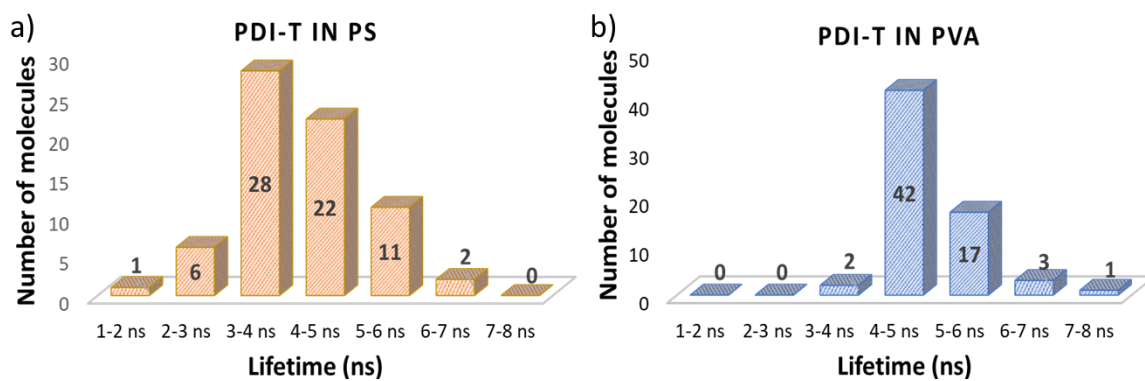 a)
PDI-T IN PS
Number of molecules
30
25
20
15
10
5
0
1
6
28
22
11
2
0
1-2 ns 2-3 ns 3-4 ns 4-5 ns 5-6 ns 6-7 ns 7-8 ns
Lifetime (ns)
b)
PDI-T IN PVA
Number of molecules
50
40
30
20
10
0
0
0
2
42
17
3
1
1-2 ns 2-3 ns 3-4 ns 4-5 ns 5-6 ns 6-7 ns 7-8 ns
Lifetime (ns)